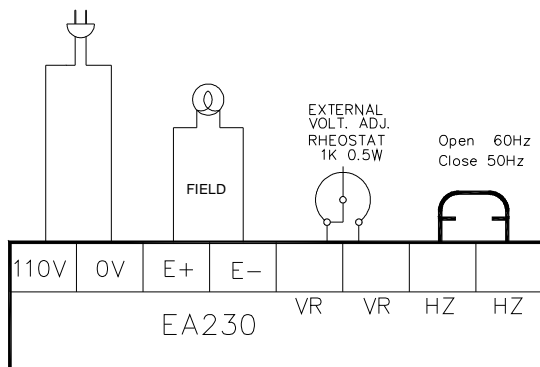 EXTERNAL
VOLT. ADJ.
RHEOSTAT
1K 0.5W
Open 60Hz
Close 50Hz
FIELD
110V 0V E+ E-
VR VR HZ HZ
EA230